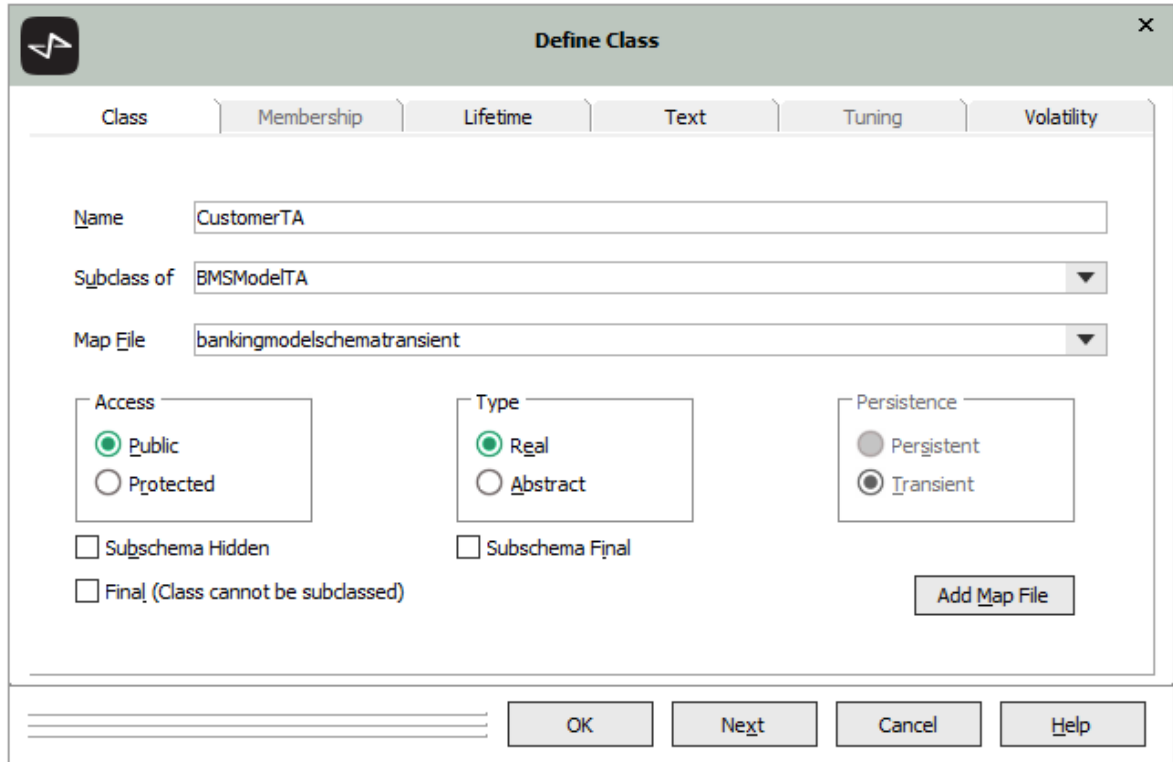 Define Class
×
Class Membership Lifetime Text Tuning Volatility
Name CustomerTA
Subclass of BMSModelTA
Map File bankingmodelschematransient
Access Type Persistence
Public Real Persistent
Protected Abstract Transient
Subschema Hidden Subschema Final
Final (Class cannot be subclassed)
Add Map File
OK Next Cancel Help